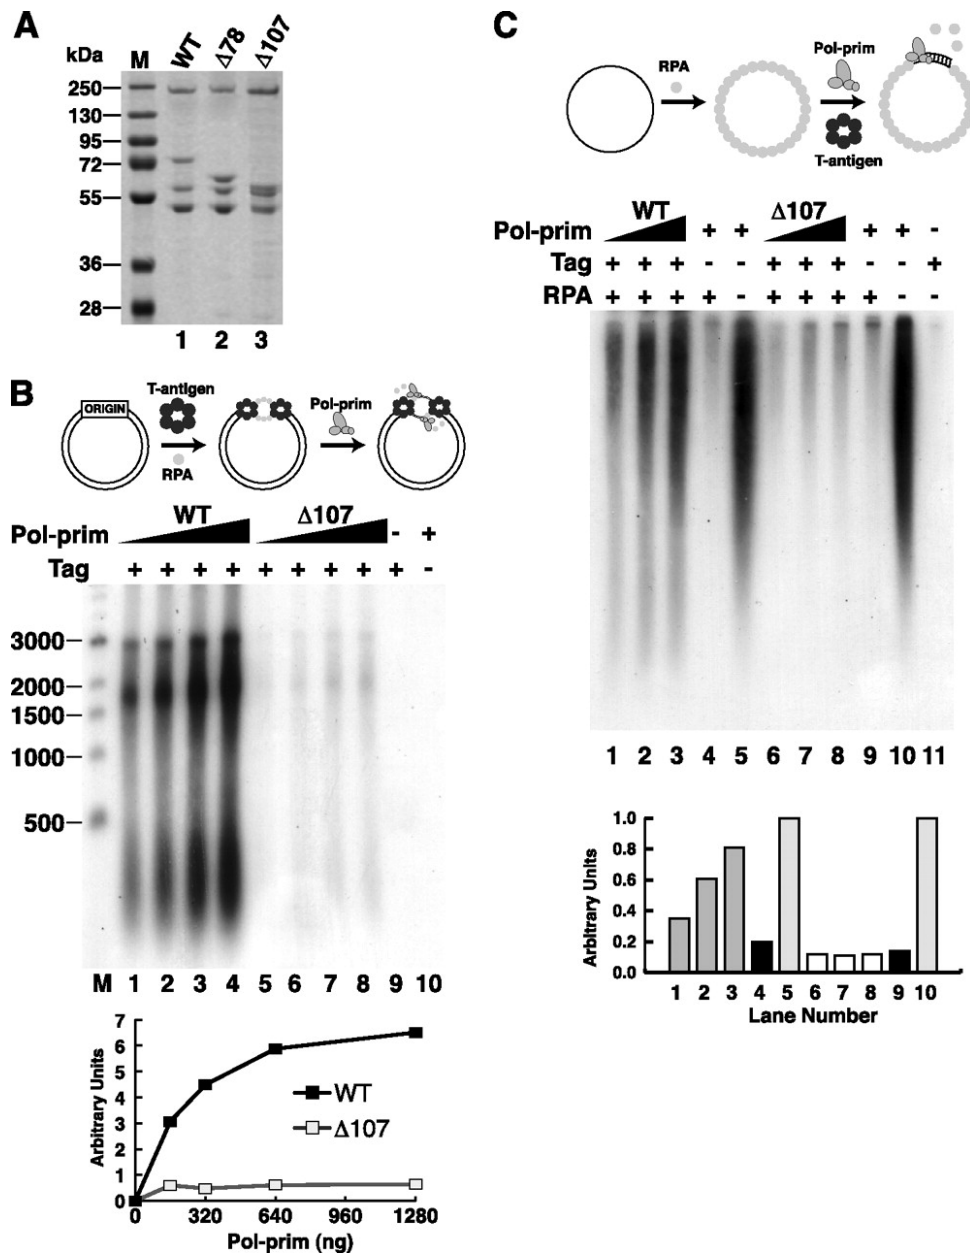 A
kDa M WT Δ78 Δ107
250
130
95
72
55
36
28
1 2 3
B
ORIGIN
T-antigen
RPA
Pol-prim
WT Δ107
Pol-prim - +
Tag + + + + + + + + + -
3000
2000
1500
1000
500
M 1 2 3 4 5 6 7 8 9 10
Arbitrary Units
7
6
5
4
3
2
1
0
WT
Δ107
0 320 640 960 1280
Pol-prim (ng)
C
RPA
Pol-prim
T-antigen
WT Δ107
Pol-prim + + + + -
Tag + + + - - + + + - - +
RPA + + + + - + + + + - -
1 2 3 4 5 6 7 8 9 10 11
Arbitrary Units
1.0
0.8
0.6
0.4
0.2
0.0
1 2 3 4 5 6 7 8 9 10
Lane Number